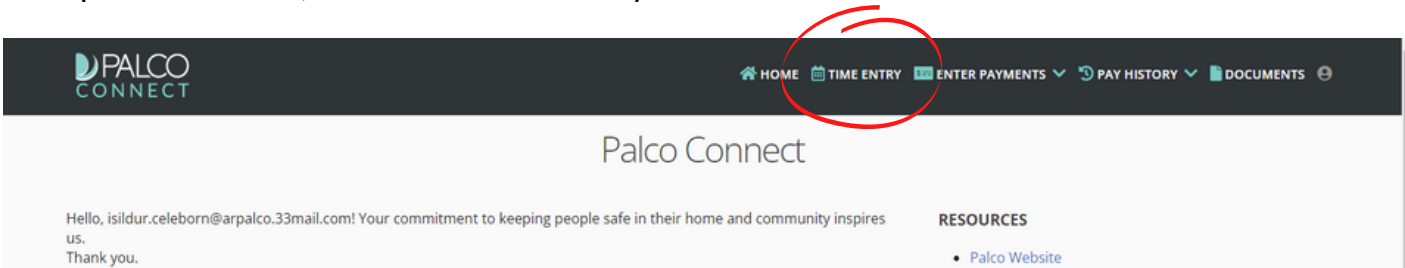 PALCO
CONNECT
HOME TIME ENTRY ENTER PAYMENTS PAY HISTORY DOCUMENTS
Palco Connect
Hello, isildur.celeborn@arpalco.33mail.com! Your commitment to keeping people safe in their home and community inspires
us.
Thank you.
RESOURCES
• Palco Website